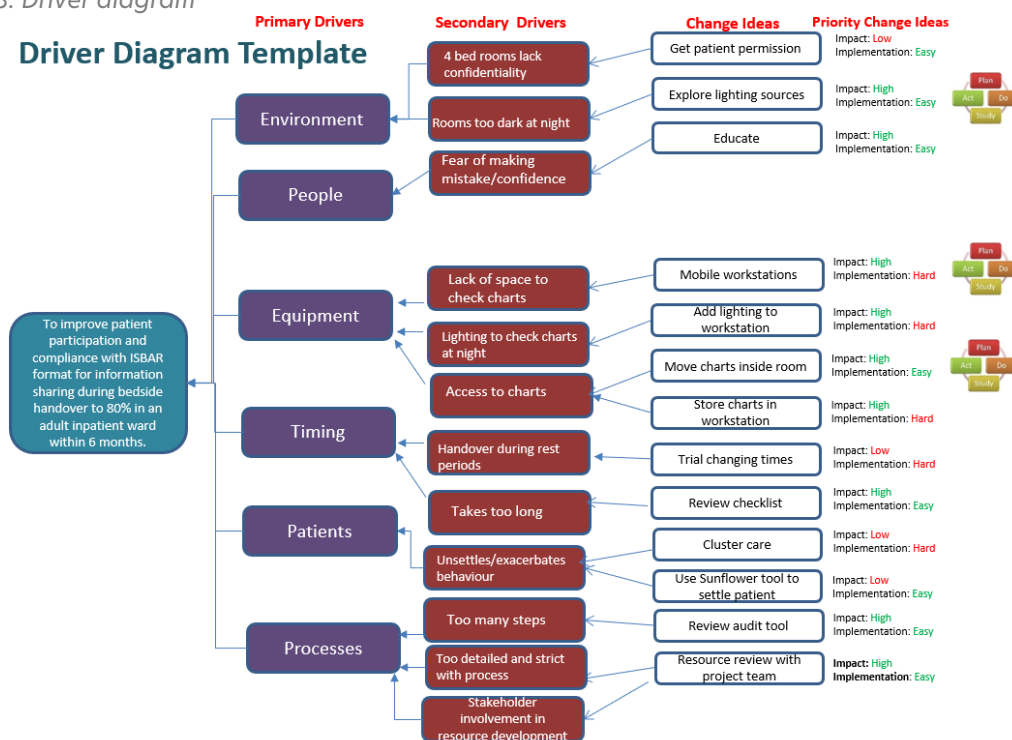 3. Driver diagram
Driver Diagram Template
Primary Drivers
Secondary Drivers
Change Ideas
Priority Change Ideas
To improve patient
participation and
compliance with ISBAR
format for information
sharing during bedside
handover to 80% in an
adult inpatient ward
within 6 months.
Environment
People
Equipment
Timing
Patients
Processes
4 bed rooms lack
confidentiality
Rooms too dark at night
Fear of making
mistake/confidence
Lack of space to
check charts
Lighting to check charts
at night
Access to charts
Handover during rest
periods
Takes too long
Unsettles/exacerbates
behaviour
Too many steps
Too detailed and strict
with process
Stakeholder
involvement in
resource development
Get patient permission
Explore lighting sources
Educate
Mobile workstations
Add lighting to
workstation
Move charts inside room
Store charts in
workstation
Trial changing times
Review checklist
Cluster care
Use Sunflower tool to
settle patient
Review audit tool
Resource review with
project team
Impact: Low
Implementation: Easy
Impact: High
Implementation: Easy
Impact: High
Implementation: Easy
Impact: High
Implementation: Hard
Impact: High
Implementation: Hard
Impact: High
Implementation: Easy
Impact: High
Implementation: Hard
Impact: Low
Implementation: Hard
Impact: High
Implementation: Easy
Impact: Low
Implementation: Hard
Impact: Low
Implementation: Easy
Impact: High
Implementation: Easy
Impact: High
Implementation: Easy
Plan
Act
Do
Study
Plan
Act
Do
Study
Plan
Act
Do
Study